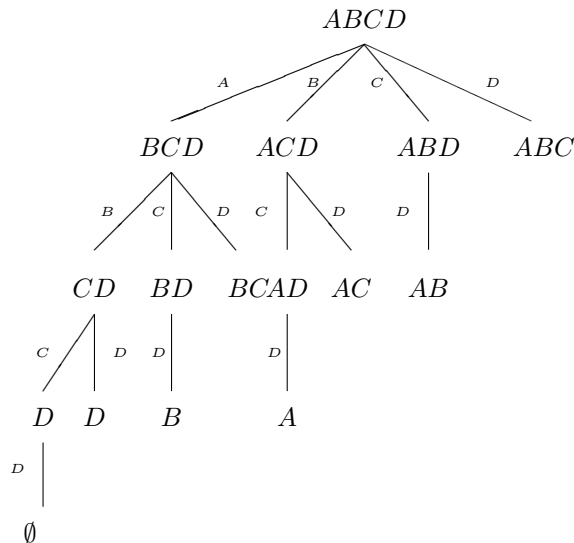 ABCD
A B C D
BCD ACD ABD ABC
B C D C D D
CD BD BCAD AC AB
C D D D
D D B A
D
∅